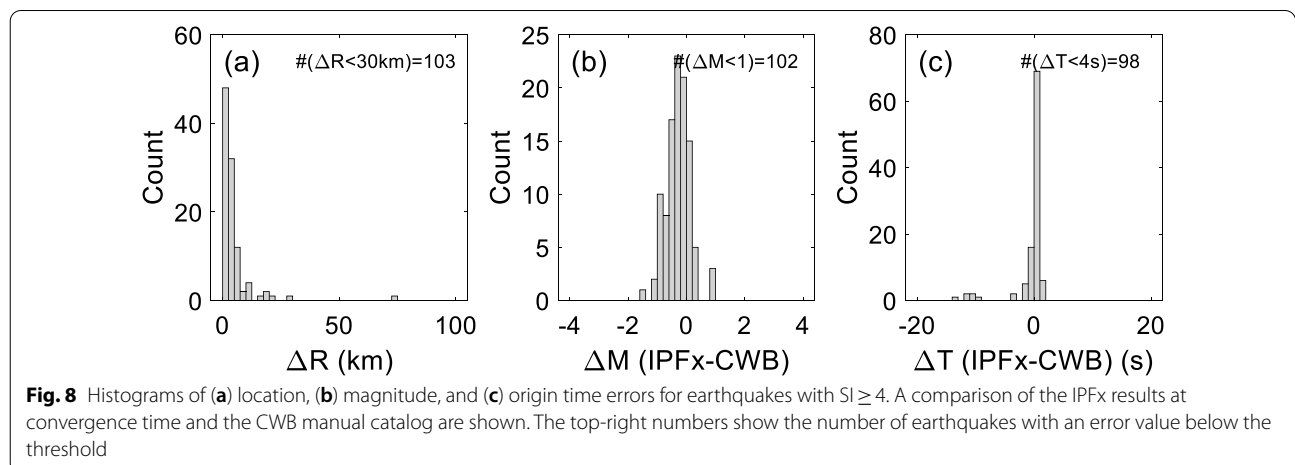 60
(a)
#(ΔR<30km)=103
40
20
0
Count
0
50
100
ΔR (km)
25
(b)
#(ΔM<1)=102
20
15
10
5
0
Count
-4
-2
0
2
4
ΔM (IPFx-CWB)
80
(c)
#(ΔT<4s)=98
60
40
20
0
Count
-20
0
20
ΔT (IPFx-CWB) (s)
Fig. 8 Histograms of (a) location, (b) magnitude, and (c) origin time errors for earthquakes with SI ≥ 4. A comparison of the IPFx results at
convergence time and the CWB manual catalog are shown. The top-right numbers show the number of earthquakes with an error value below the
threshold